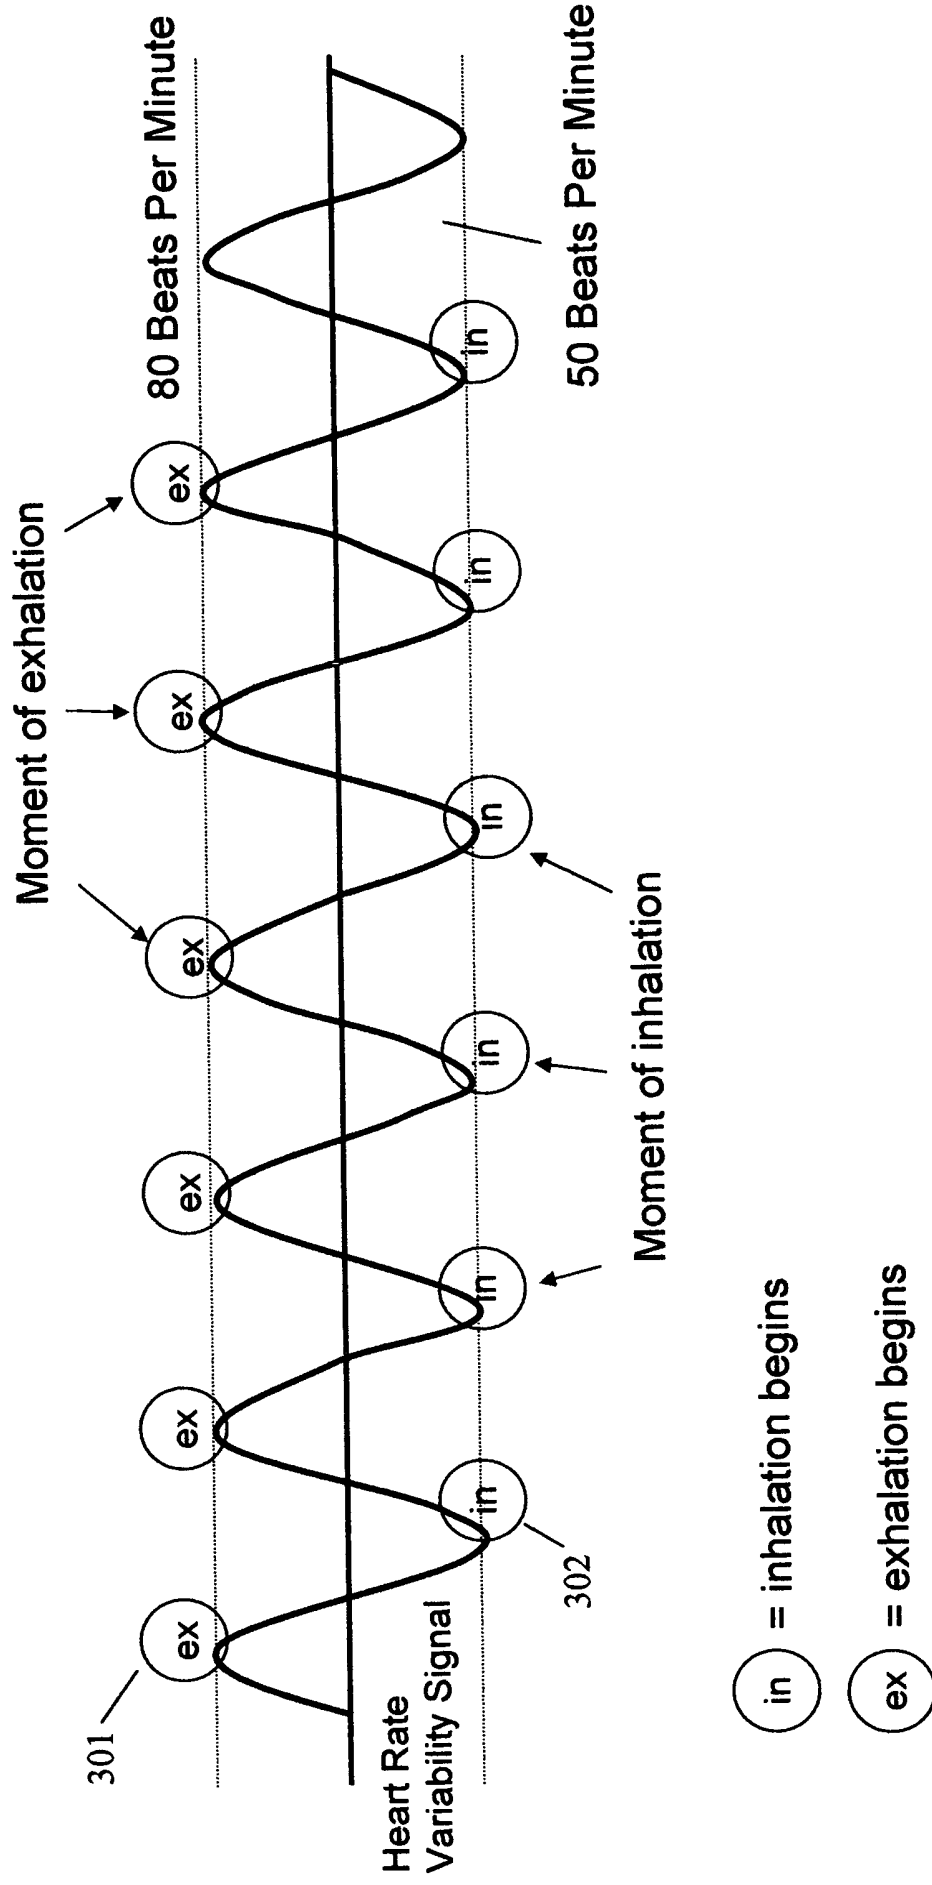 Moment of exhalation
80 Beats Per Minute
301
ex
ex
ex
ex
ex
ex
Heart Rate
Variability Signal
in
in
in
in
in
in
302
50 Beats Per Minute
Moment of inhalation
in = inhalation begins
ex = exhalation begins